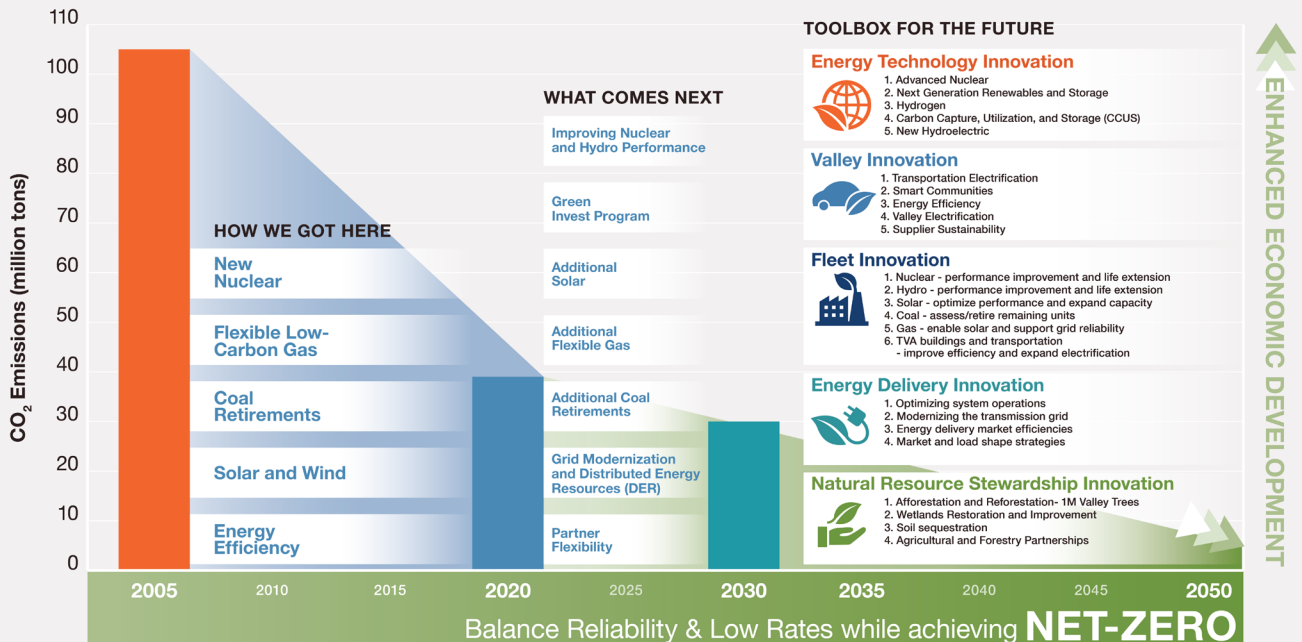 110
100
90
80
70
60
50
40
30
20
10
0
CO2 Emissions (million tons)
HOW WE GOT HERE
New
Nuclear
Flexible Low-
Carbon Gas
Coal
Retirements
Solar and Wind
Energy
Efficiency
WHAT COMES NEXT
Improving Nuclear
and Hydro Performance
Green
Invest Program
Additional
Solar
Additional
Flexible Gas
Additional Coal
Retirements
Grid Modernization
and Distributed Energy
Resources (DER)
Partner
Flexibility
TOOLBOX FOR THE FUTURE
Energy Technology Innovation
1. Advanced Nuclear
2. Next Generation Renewables and Storage
3. Hydrogen
4. Carbon Capture, Utilization, and Storage (CCUS)
5. New Hydroelectric
Valley Innovation
1. Transportation Electrification
2. Smart Communities
3. Energy Efficiency
4. Valley Electrification
5. Supplier Sustainability
Fleet Innovation
1. Nuclear - performance improvement and life extension
2. Hydro - performance improvement and life extension
3. Solar - optimize performance and expand capacity
4. Coal - assess/retire remaining units
5. Gas - enable solar and support grid reliability
6. TVA buildings and transportation
- improve efficiency and expand electrification
Energy Delivery Innovation
1. Optimizing system operations
2. Modernizing the transmission grid
3. Energy delivery market efficiencies
4. Market and load shape strategies
Natural Resource Stewardship Innovation
1. Afforestation and Reforestation- 1M Valley Trees
2. Wetlands Restoration and Improvement
3. Soil sequestration
4. Agricultural and Forestry Partnerships
ENHANCED ECONOMIC DEVELOPMENT
2005 2010 2015 2020 2025 2030 2035 2040 2045 2050
Balance Reliability & Low Rates while achieving NET-ZERO